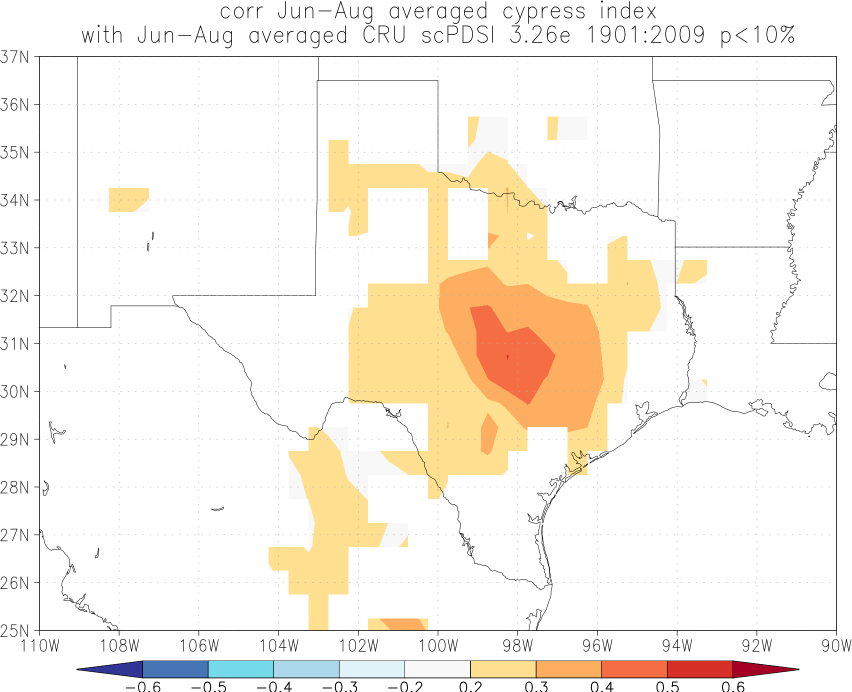 corr Jun-Aug averaged cypress index
with Jun-Aug averaged CRU scPDSI 3.26e 1901:2009 p<10%
37N
36N
35N
34N
33N
32N
31N
30N
29N
28N
27N
26N
25N
110W 108W 106W 104W 102W 100W 98W 96W 94W 92W 90W
-0.6 -0.5 -0.4 -0.3 -0.2 0.2 0.3 0.4 0.5 0.6